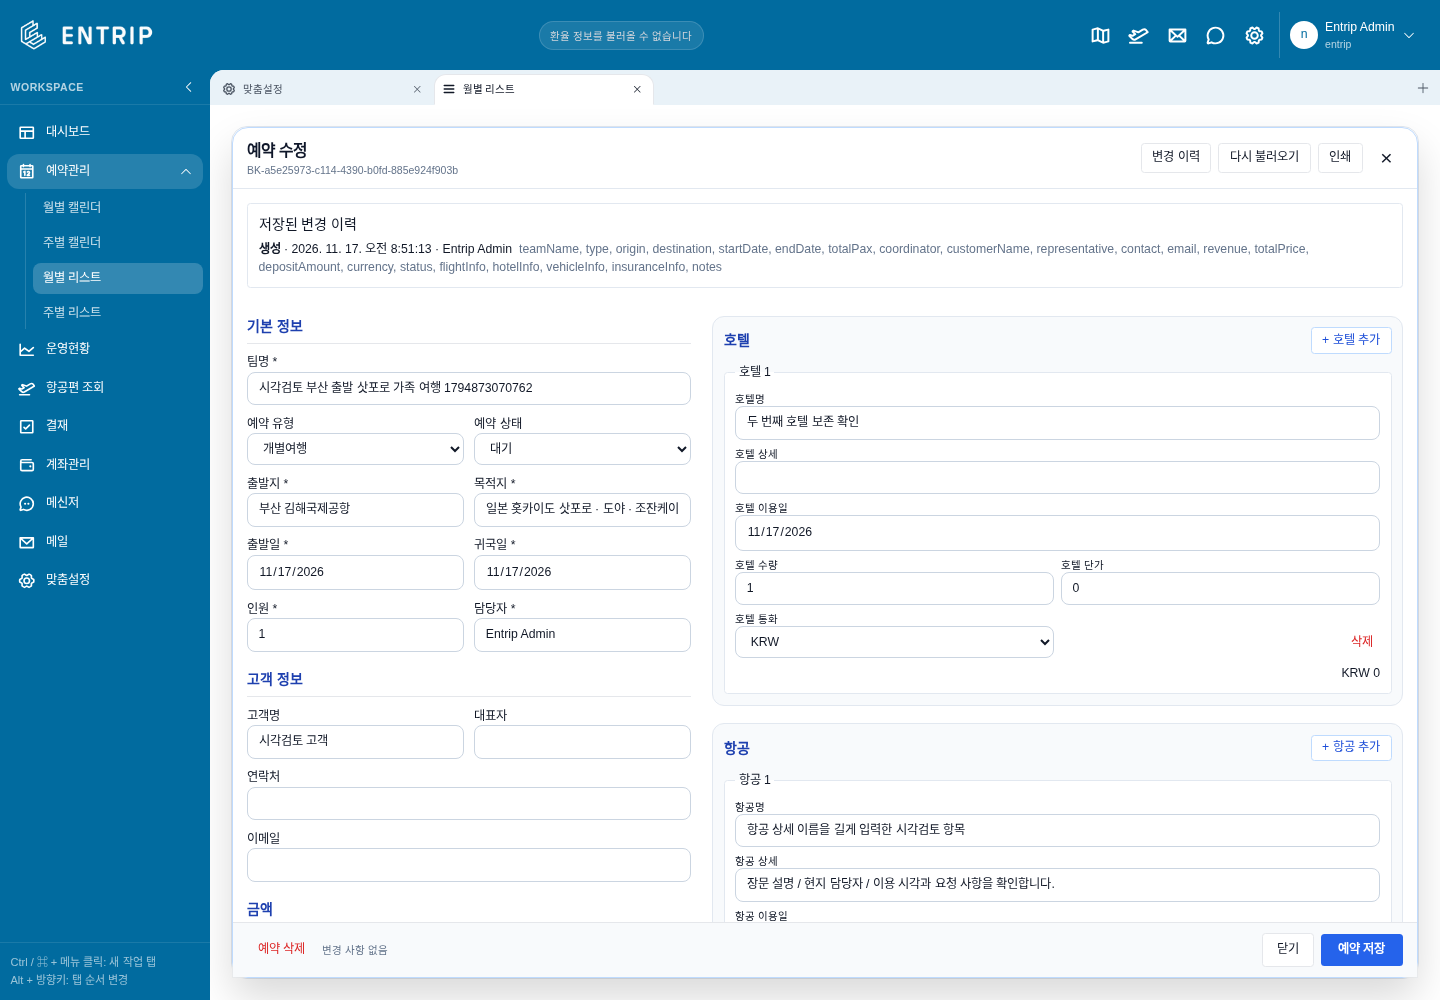 ENTRIP
환율 정보를 불러올 수 없습니다
n
Entrip Admin
entrip
WORKSPACE
대시보드
예약관리
월별 캘린더
주별 캘린더
월별 리스트
주별 리스트
운영현황
항공편 조회
결재
계좌관리
메신저
메일
맞춤설정
Ctrl / ⌘ + 메뉴 클릭: 새 작업 탭
Alt + 방향키: 탭 순서 변경
맞춤설정
월별 리스트
예약 수정
BK-a5e25973-c114-4390-b0fd-885e924f903b
변경 이력
다시 불러오기
인쇄
저장된 변경 이력
생성 · 2026. 11. 17. 오전 8:51:13 · Entrip Admin teamName, type, origin, destination, startDate, endDate, totalPax, coordinator, customerName, representative, contact, email, revenue, totalPrice,
depositAmount, currency, status, flightInfo, hotelInfo, vehicleInfo, insuranceInfo, notes
기본 정보
팀명 *
시각검토 부산 출발 삿포로 가족 여행 1794873070762
예약 유형
예약 상태
개별여행
대기
출발지 *
목적지 *
부산 김해국제공항
일본 홋카이도 삿포로 · 도야 · 조잔케이
출발일 *
귀국일 *
11/17/2026
11/17/2026
인원 *
담당자 *
1
Entrip Admin
고객 정보
고객명
대표자
시각검토 고객
연락처
이메일
금액
호텔
+ 호텔 추가
호텔 1
호텔명
두 번째 호텔 보존 확인
호텔 상세
호텔 이용일
11/17/2026
호텔 수량
호텔 단가
1
0
호텔 통화
KRW
삭제
KRW 0
항공
+ 항공 추가
항공 1
항공명
항공 상세 이름을 길게 입력한 시각검토 항목
항공 상세
장문 설명 / 현지 담당자 / 이용 시각과 요청 사항을 확인합니다.
항공 이용일
예약 삭제
변경 사항 없음
닫기
예약 저장